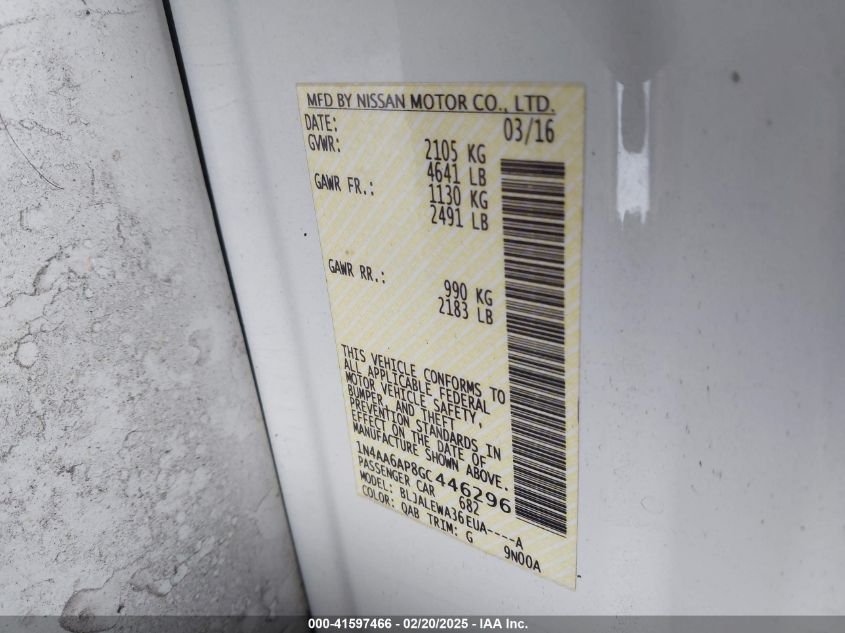 MFD BY NISSAN MOTOR CO., LTD.
DATE: 03/16
GVWR: 2105 KG
4641 LB
GAWR FR.: 1130 KG
2491 LB
GAWR RR.: 990 KG
2183 LB
THIS VEHICLE CONFORMS TO
ALL APPLICABLE FEDERAL
MOTOR VEHICLE SAFETY,
BUMPER, AND THEFT
PREVENTION STANDARDS IN
EFFECT ON THE DATE OF
MANUFACTURE SHOWN ABOVE.
1N4AA6AP8GC446296
PASSENGER CAR 682
MODEL: BLJALEWA36EUA----A
COLOR: QAB TRIM: G 9N00A
000-41597466 - 02/20/2025 - IAA Inc.